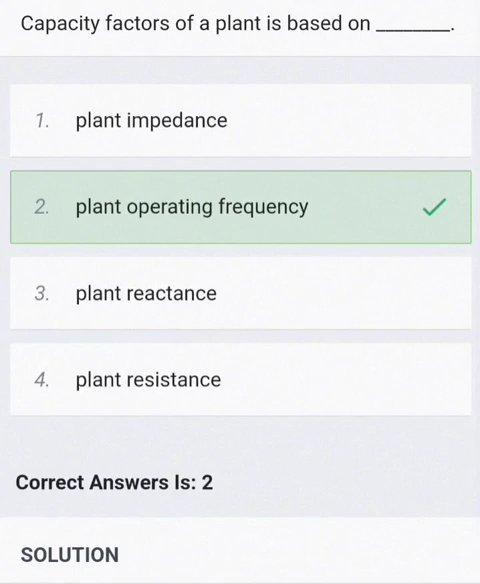 Capacity factors of a plant is based on ________.
1. plant impedance
2. plant operating frequency
3. plant reactance
4. plant resistance
Correct Answers Is: 2
SOLUTION